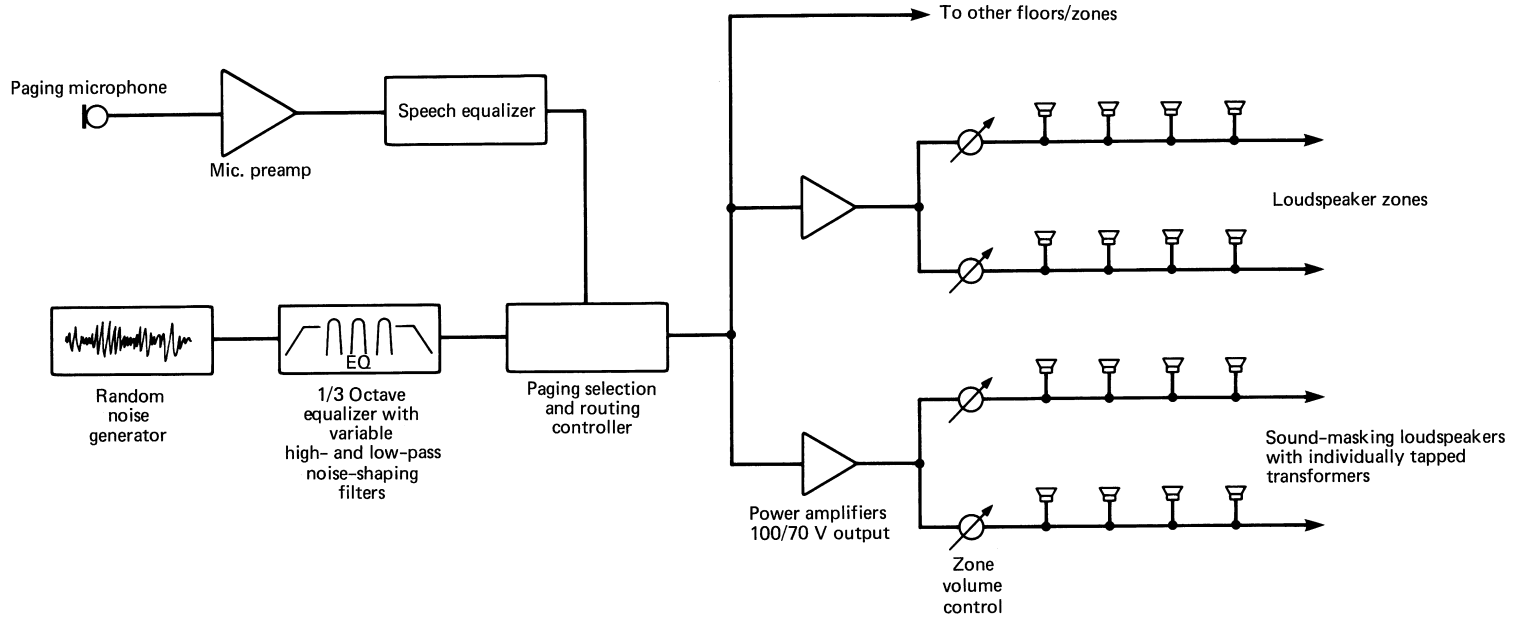 To other floors/zones
Paging microphone
Speech equalizer
Mic. preamp
Loudspeaker zones
EQ
Random
noise
generator
1/3 Octave
equalizer with
variable
high- and low-pass
noise-shaping
filters
Paging selection
and routing
controller
Sound-masking loudspeakers
with individually tapped
transformers
Power amplifiers
100/70 V output
Zone
volume
control